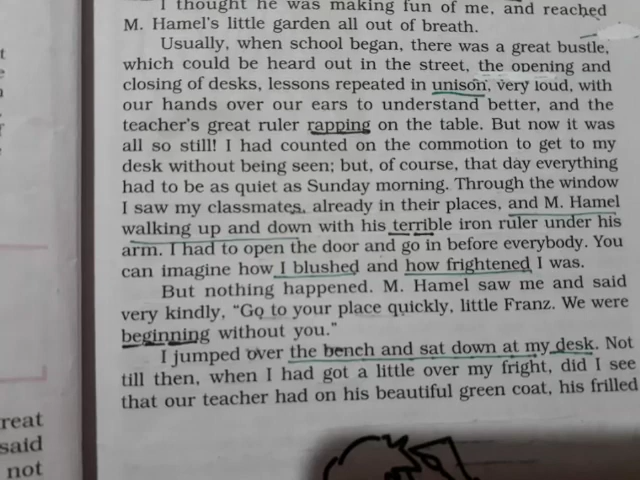 I thought he was making fun of me, and reached
M. Hamel's little garden all out of breath.
Usually, when school began, there was a great bustle,
which could be heard out in the street, the opening and
closing of desks, lessons repeated in unison, very loud, with
our hands over our ears to understand better, and the
teacher's great ruler rapping on the table. But now it was
all so still! I had counted on the commotion to get to my
desk without being seen; but, of course, that day everything
had to be as quiet as Sunday morning. Through the window
I saw my classmates, already in their places, and M. Hamel
walking up and down with his terrible iron ruler under his
arm. I had to open the door and go in before everybody. You
can imagine how I blushed and how frightened I was.
But nothing happened. M. Hamel saw me and said
very kindly, “Go to your place quickly, little Franz. We were
beginning without you.”
I jumped over the bench and sat down at my desk. Not
till then, when I had got a little over my fright, did I see
that our teacher had on his beautiful green coat, his frilled
reat
said
not